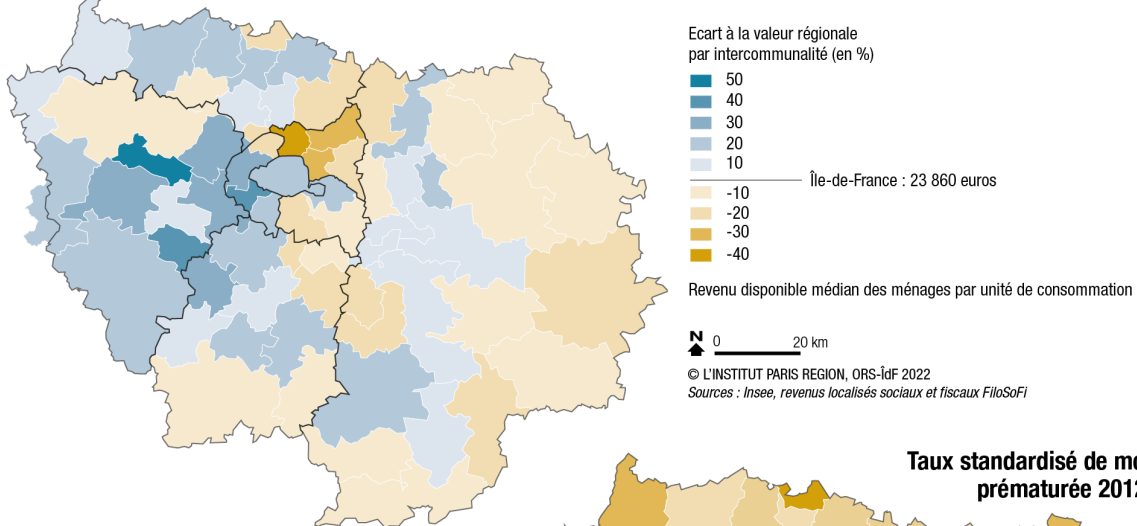 Ecart à la valeur régionale
par intercommunalité (en %)
50
40
30
20
10
Île-de-France : 23 860 euros
-10
-20
-30
-40
Revenu disponible médian des ménages par unité de consommation
N
0 20 km
© L'INSTITUT PARIS REGION, ORS-ÎdF 2022
Sources : Insee, revenus localisés sociaux et fiscaux FiloSoFi
Taux standardisé de
prématurée